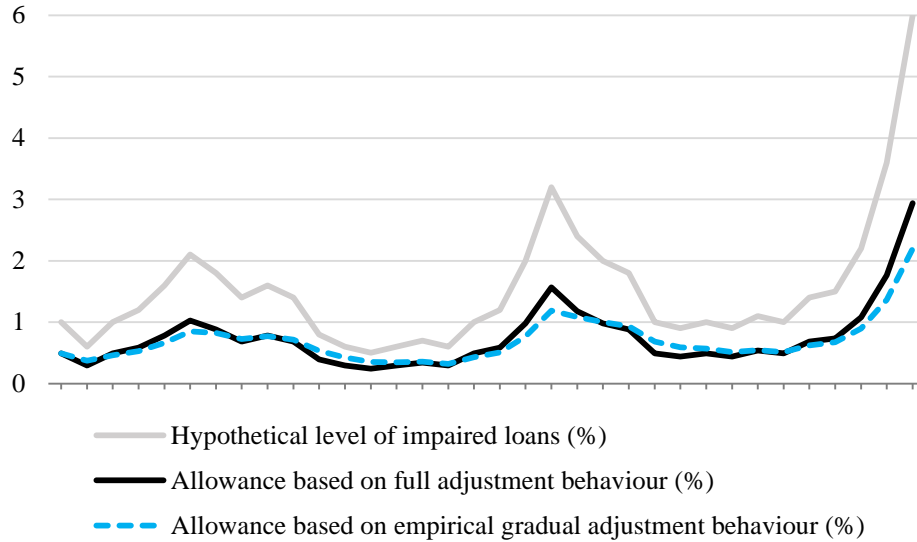 6
5
4
3
2
1
0
Hypothetical level of impaired loans (%)
Allowance based on full adjustment behaviour (%)
Allowance based on empirical gradual adjustment behaviour (%)